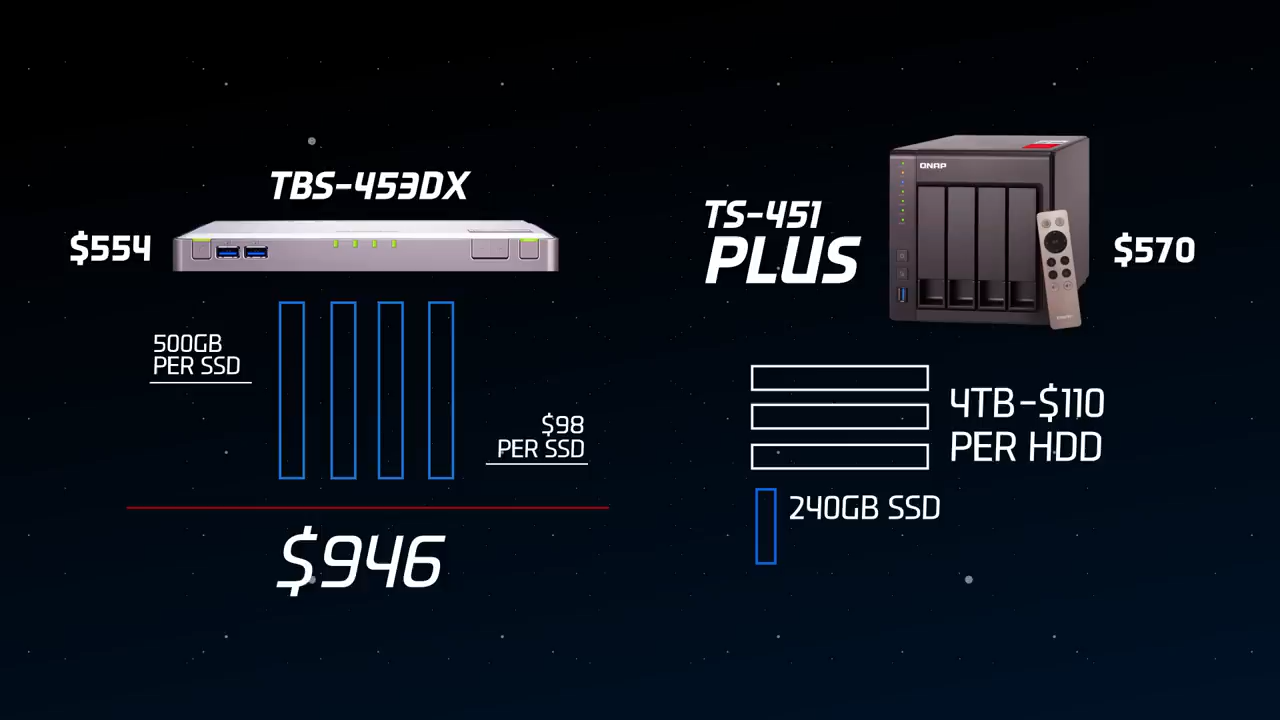 TBS-453DX
$554
500GB
PER SSD
$98
PER SSD
$946
TS-451
PLUS
QNAP
$570
4TB-$110
PER HDD
240GB SSD